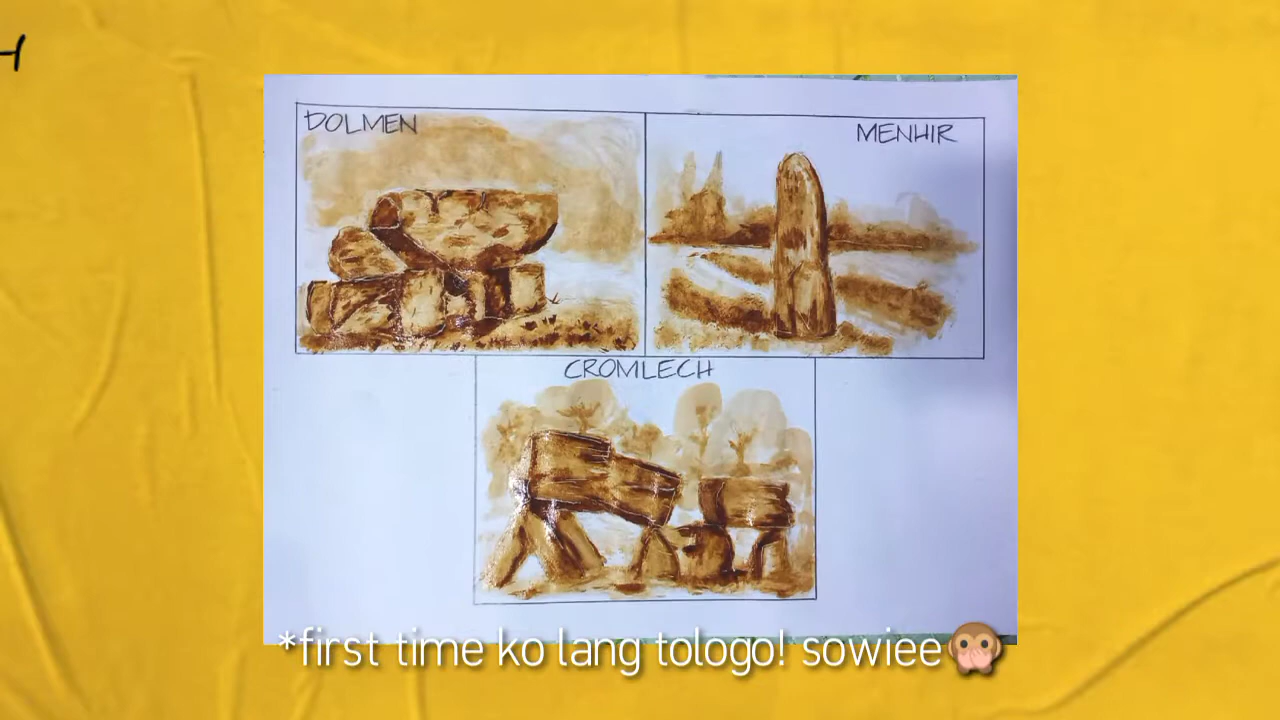 H
DOLMEN
MENHIR
CROMLECH
*first time ko lang tologo! sowiee🙊